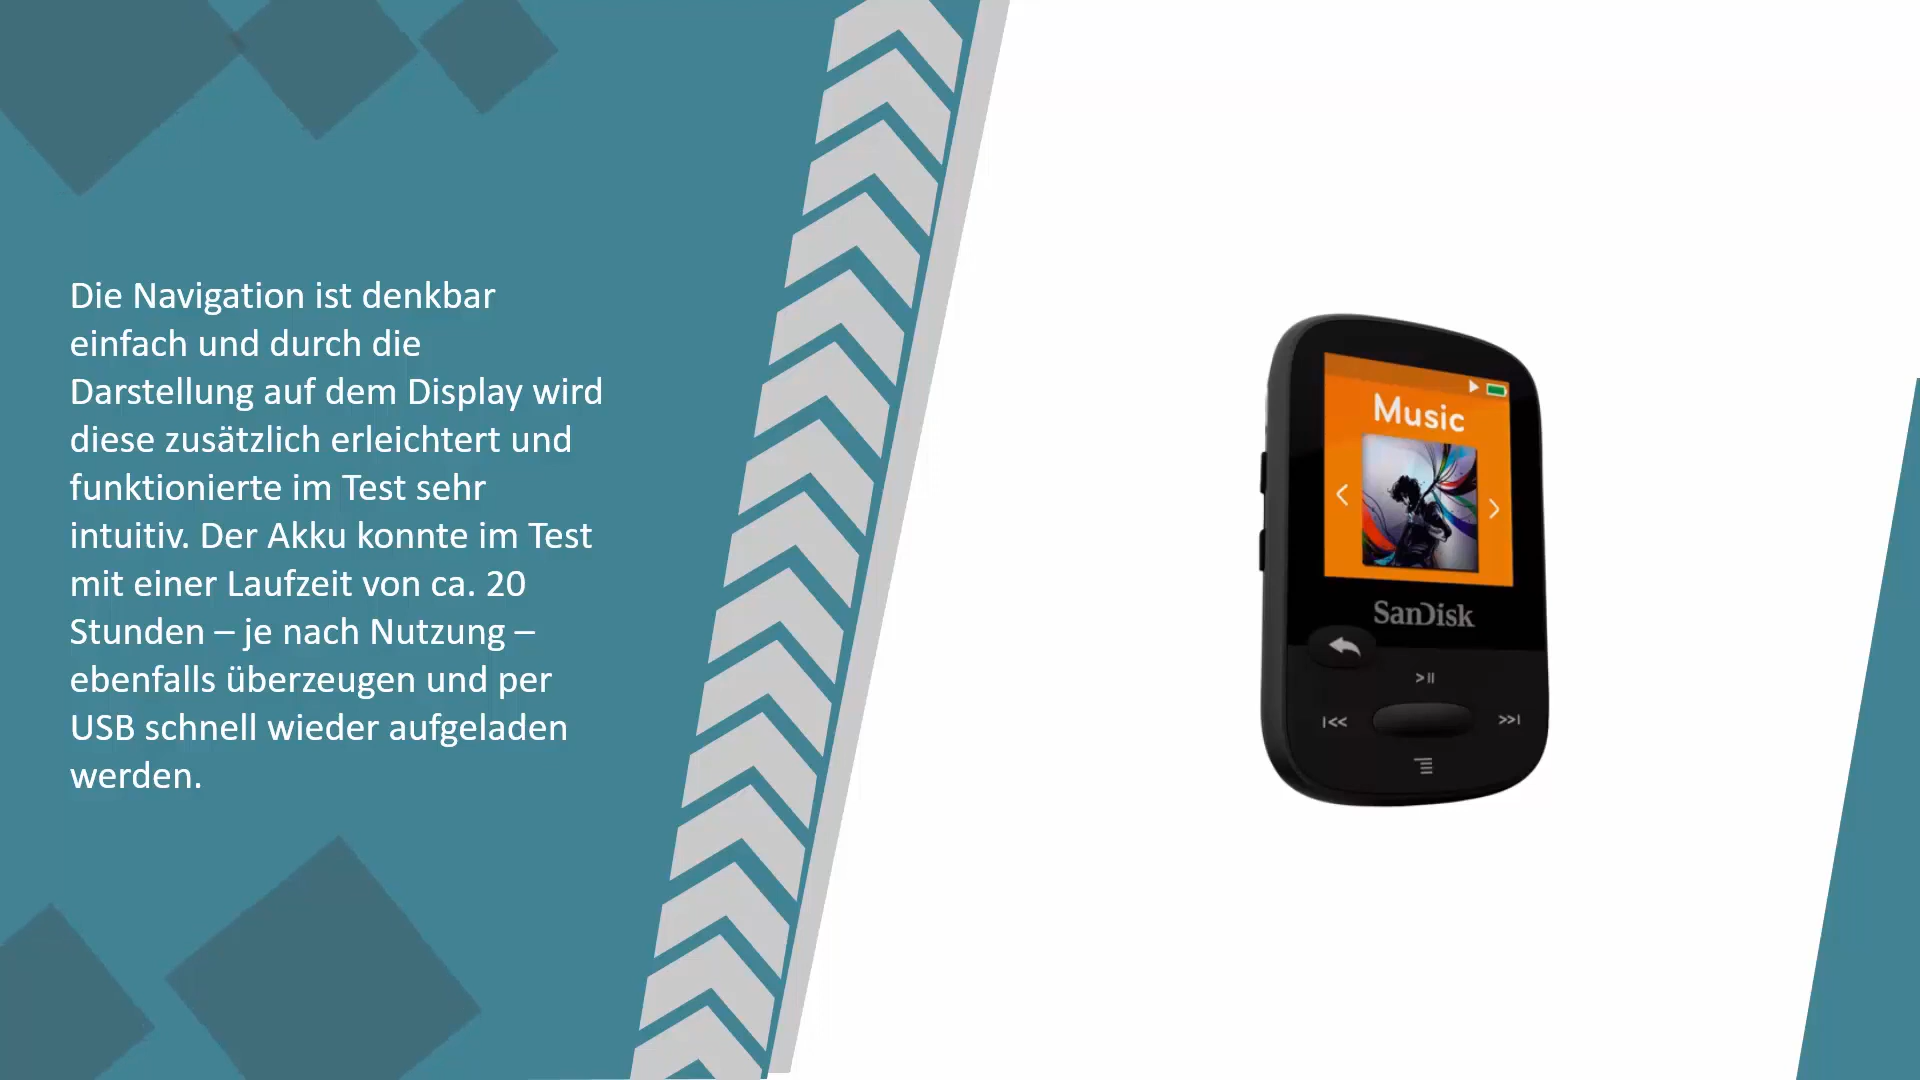 Die Navigation ist denkbar
einfach und durch die
Darstellung auf dem Display wird
diese zusätzlich erleichtert und
funktionierte im Test sehr
intuitiv. Der Akku konnte im Test
mit einer Laufzeit von ca. 20
Stunden – je nach Nutzung –
ebenfalls überzeugen und per
USB schnell wieder aufgeladen
werden.
Music
SanDisk